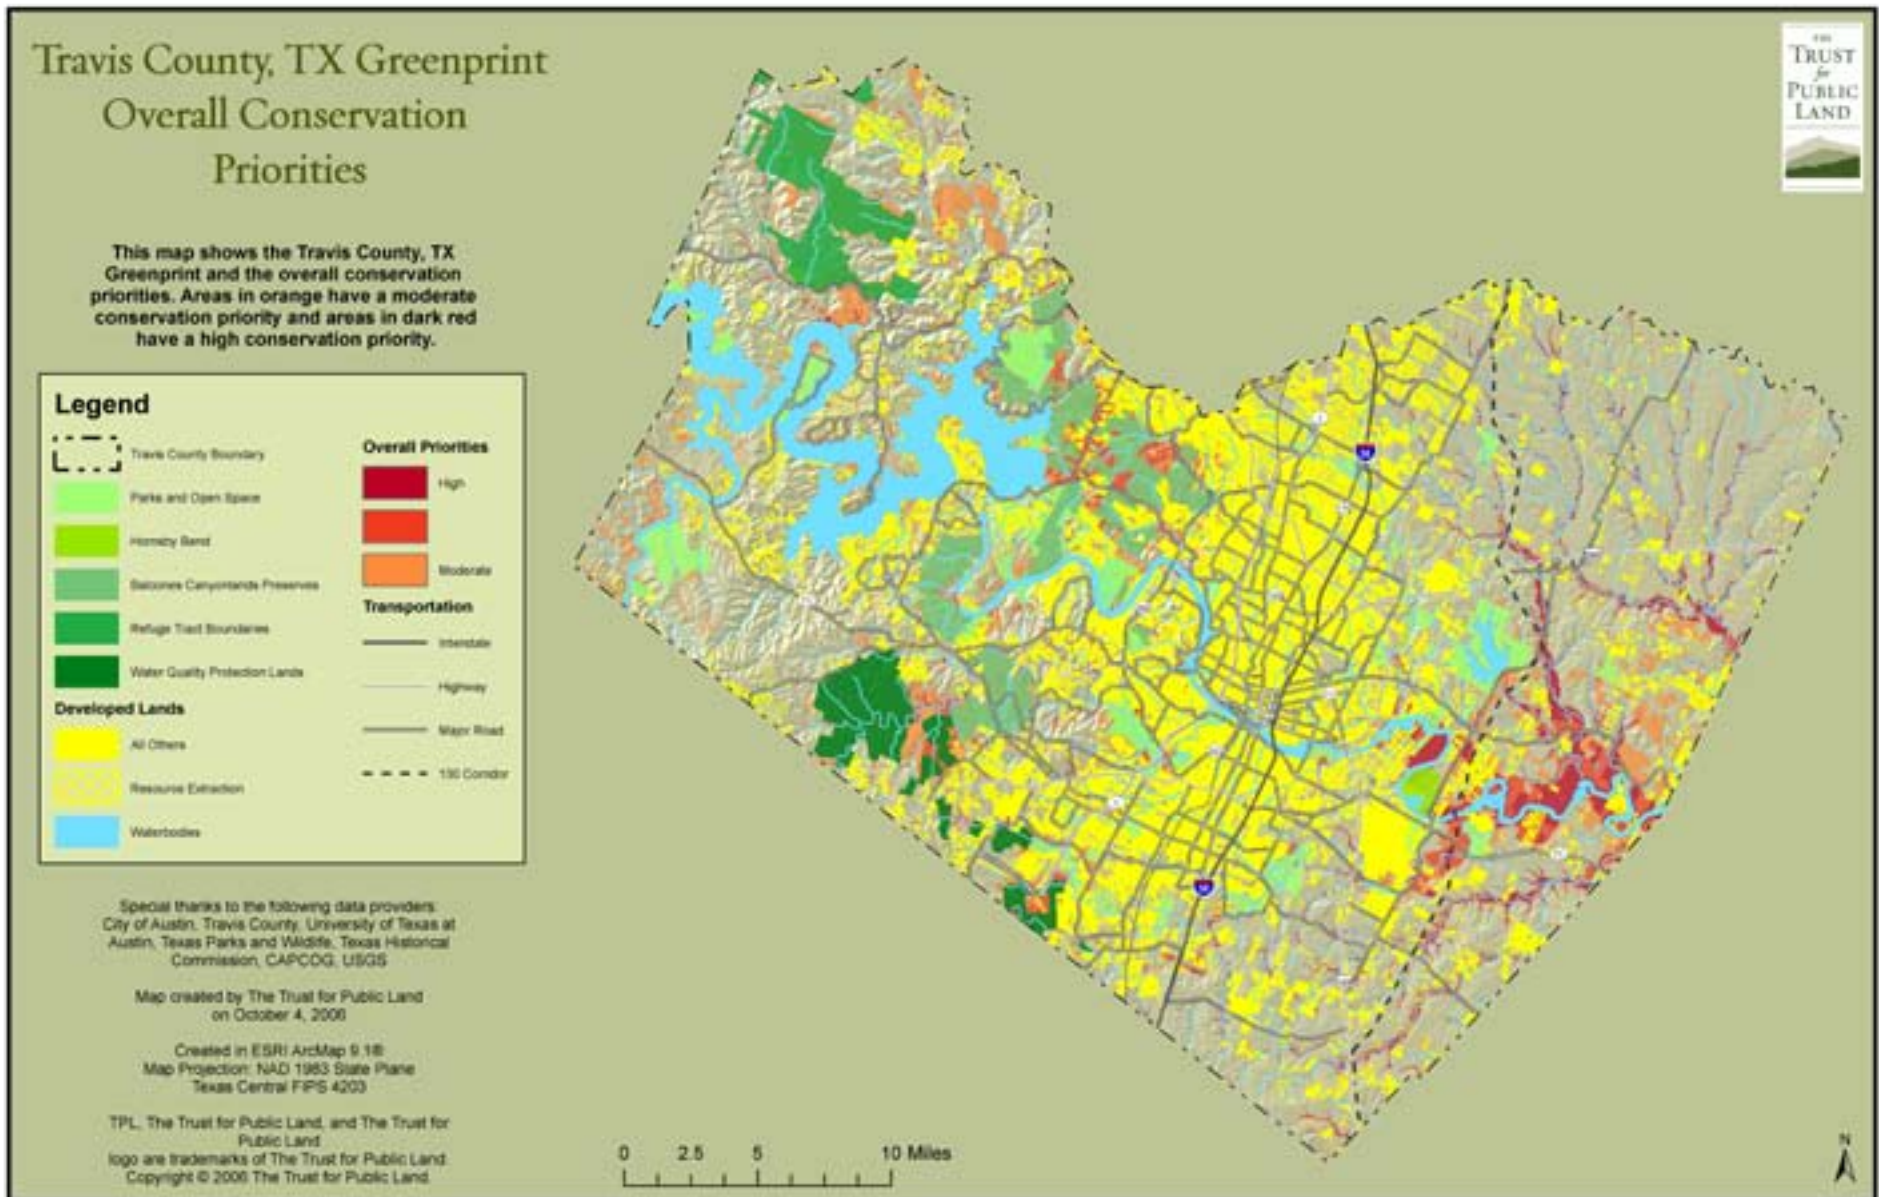 Travis County, TX Greenprint
Overall Conservation
Priorities
This map shows the Travis County, TX
Greenprint and the overall conservation
priorities. Areas in orange have a moderate
conservation priority and areas in dark red
have a high conservation priority.
Legend
Travis County Boundary
Parks and Open Space
Hornsby Bend
Balcones Canyonlands Preserves
Refuge Tract Boundaries
Water Quality Protection Lands
Developed Lands
All Others
Resource Extraction
Waterbodies
Overall Priorities
High
Moderate
Transportation
Interstate
Highway
Major Road
130 Corridor
Special thanks to the following data providers:
City of Austin, Travis County, University of Texas at
Austin, Texas Parks and Wildlife, Texas Historical
Commission, CAPCOG, USGS
Map created by The Trust for Public Land
on October 4, 2006
Created in ESRI ArcMap 9.1®
Map Projection: NAD 1983 State Plane
Texas Central FIPS 4203
TPL, The Trust for Public Land, and The Trust for
Public Land
logo are trademarks of The Trust for Public Land.
Copyright © 2006 The Trust for Public Land.
0 2.5 5 10 Miles
THE
TRUST
for
PUBLIC
LAND
N